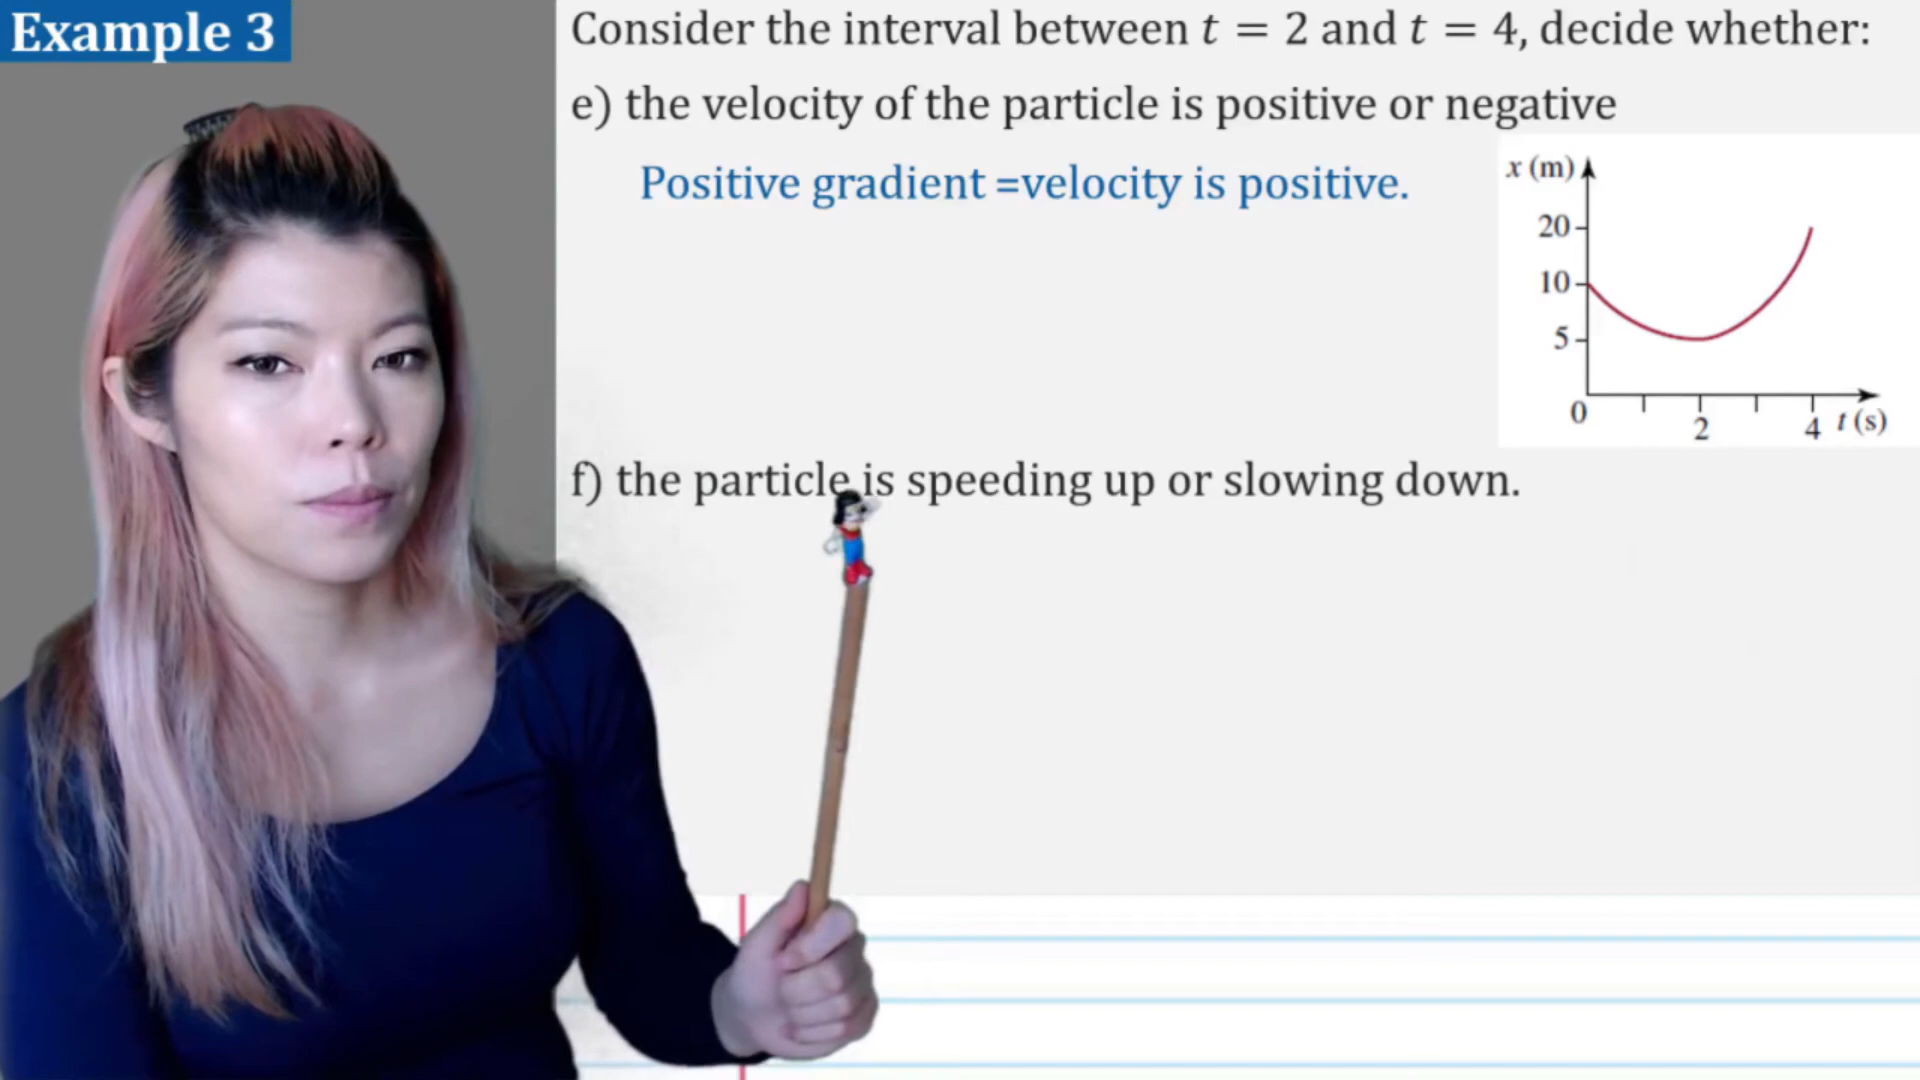 Example 3
Consider the interval between t = 2 and t = 4, decide whether:
e) the velocity of the particle is positive or negative
Positive gradient =velocity is positive.
x (m)
20
10
5
0
2
4
t (s)
f) the particle is speeding up or slowing down.